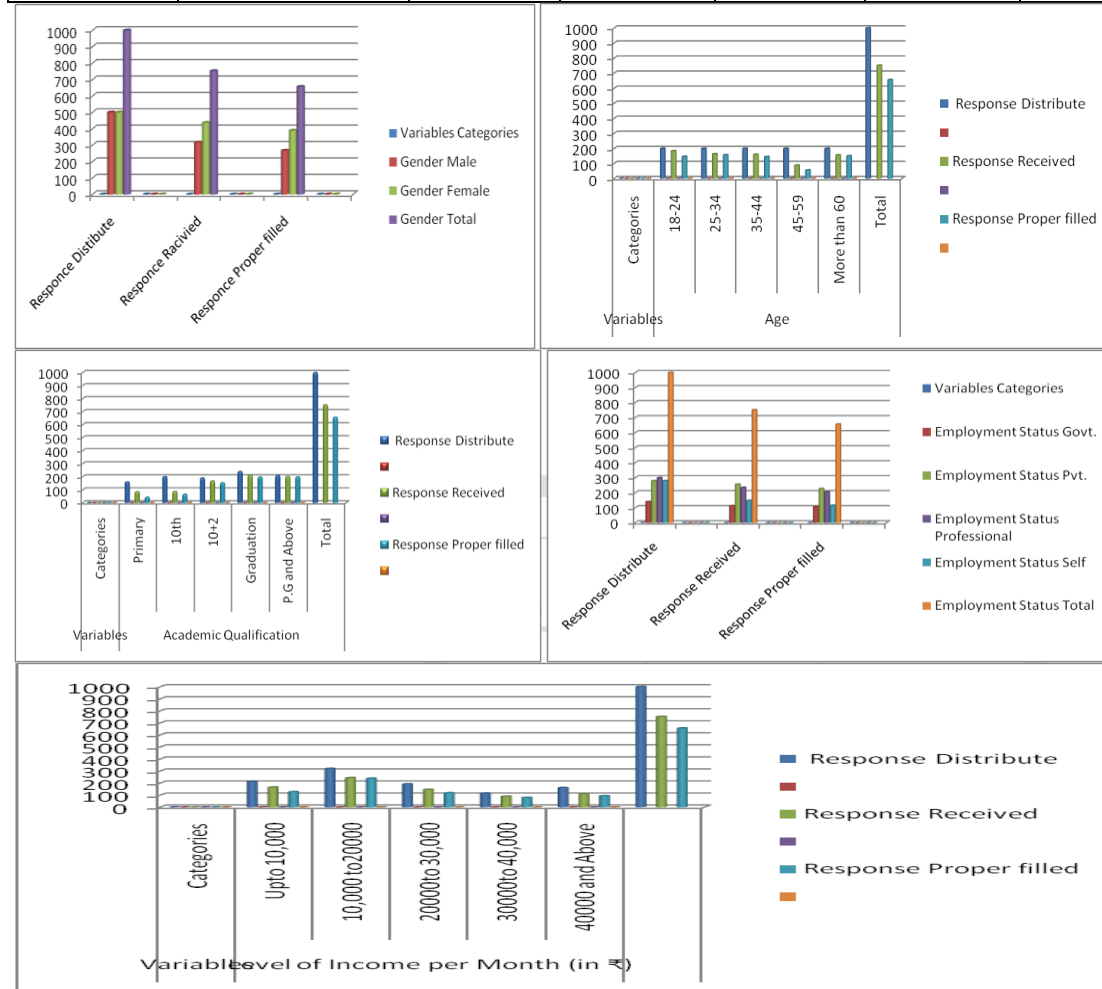 1000
900
800
700
600
500
400
300
200
100
0
Responce Distibute
Responce Racivied
Responce Proper filled
Variables Categories
Gender Male
Gender Female
Gender Total
1000
900
800
700
600
500
400
300
200
100
0
Categories
18-24
25-34
35-44
45-59
More than 60
Total
Variables
Age
Response Distribute
Response Received
Response Proper filled
1000
900
800
700
600
500
400
300
200
100
0
Categories
Primary
10th
10+2
Graduation
P.G and Above
Total
Variables
Academic Qualification
Response Distribute
Response Received
Response Proper filled
1000
900
800
700
600
500
400
300
200
100
0
Response Distribute
Response Received
Response Proper filled
Variables Categories
Employment Status Govt.
Employment Status Pvt.
Employment Status
Professional
Employment Status Self
Employment Status Total
1000
900
800
700
600
500
400
300
200
100
0
Categories
Upto 10,000
10,000 to20000
20000to 30,000
30000to 40,000
40000 and Above
Variables
Level of Income per Month (in ₹)
Response Distribute
Response Received
Response Proper filled